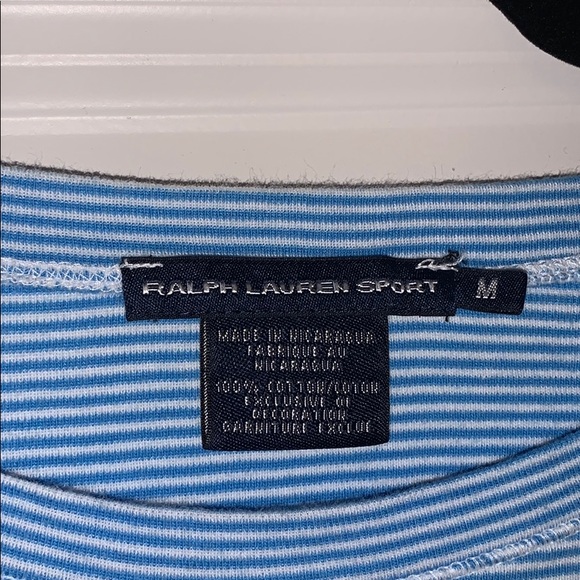 RALPH LAUREN SPORT
M
MADE IN NICARAGUA
FABRIQUE AU
NICARAGUA
100% COTTON/COTON
EXCLUSIVE OF
DECORATION
GARNITURE EXCLUE